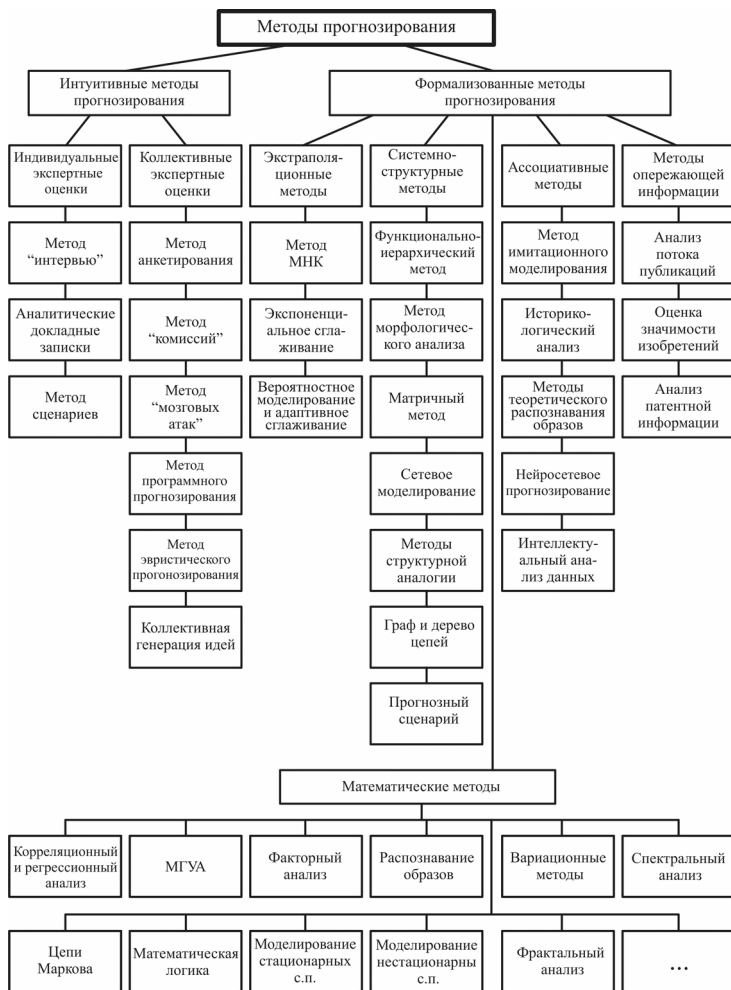 Методы прогнозирования
Интуитивные методы
прогнозирования
Формализованные методы
прогнозирования
Индивидуальные
экспертные
оценки
Коллективные
экспертные
оценки
Экстраполя-
ционные
методы
Системно-
структурные
методы
Ассоциативные
методы
Методы
опережающей
информации
Метод
“интервью”
Метод
анкетирования
Метод
МНК
Функционально-
иерархический
метод
Метод
имитационного
моделирования
Анализ
потока
публикаций
Аналитические
докладные
записки
Метод
“комиссий”
Экспоненци-
альное сгла-
живание
Метод
морфологичес-
кого анализа
Историко-
логический
анализ
Оценка
значимости
изобретений
Метод
сценариев
Метод
“мозговых
атак”
Вероятностное
моделирование
и адаптивное
сглаживание
Матричный
метод
Методы
теоретического
распознавания
образов
Анализ
патентной
информации
Метод
программного
прогнозирования
Сетевое
моделирование
Нейросетевое
прогнозирование
Метод
эвристического
прогонозирования
Методы
структурной
аналогии
Интеллекту-
альный ана-
лиз данных
Коллективная
генерация идей
Граф и дерево
цепей
Прогнозный
сценарий
Математические методы
Корреляционный
и регрессионный
анализ
МГУА
Факторный
анализ
Распознавание
образов
Вариационные
методы
Спектральный
анализ
Цепи
Маркова
Математическая
логика
Моделирование
стационарных
с.п.
Моделирование
нестационарны
с.п.
Фрактальный
анализ
...